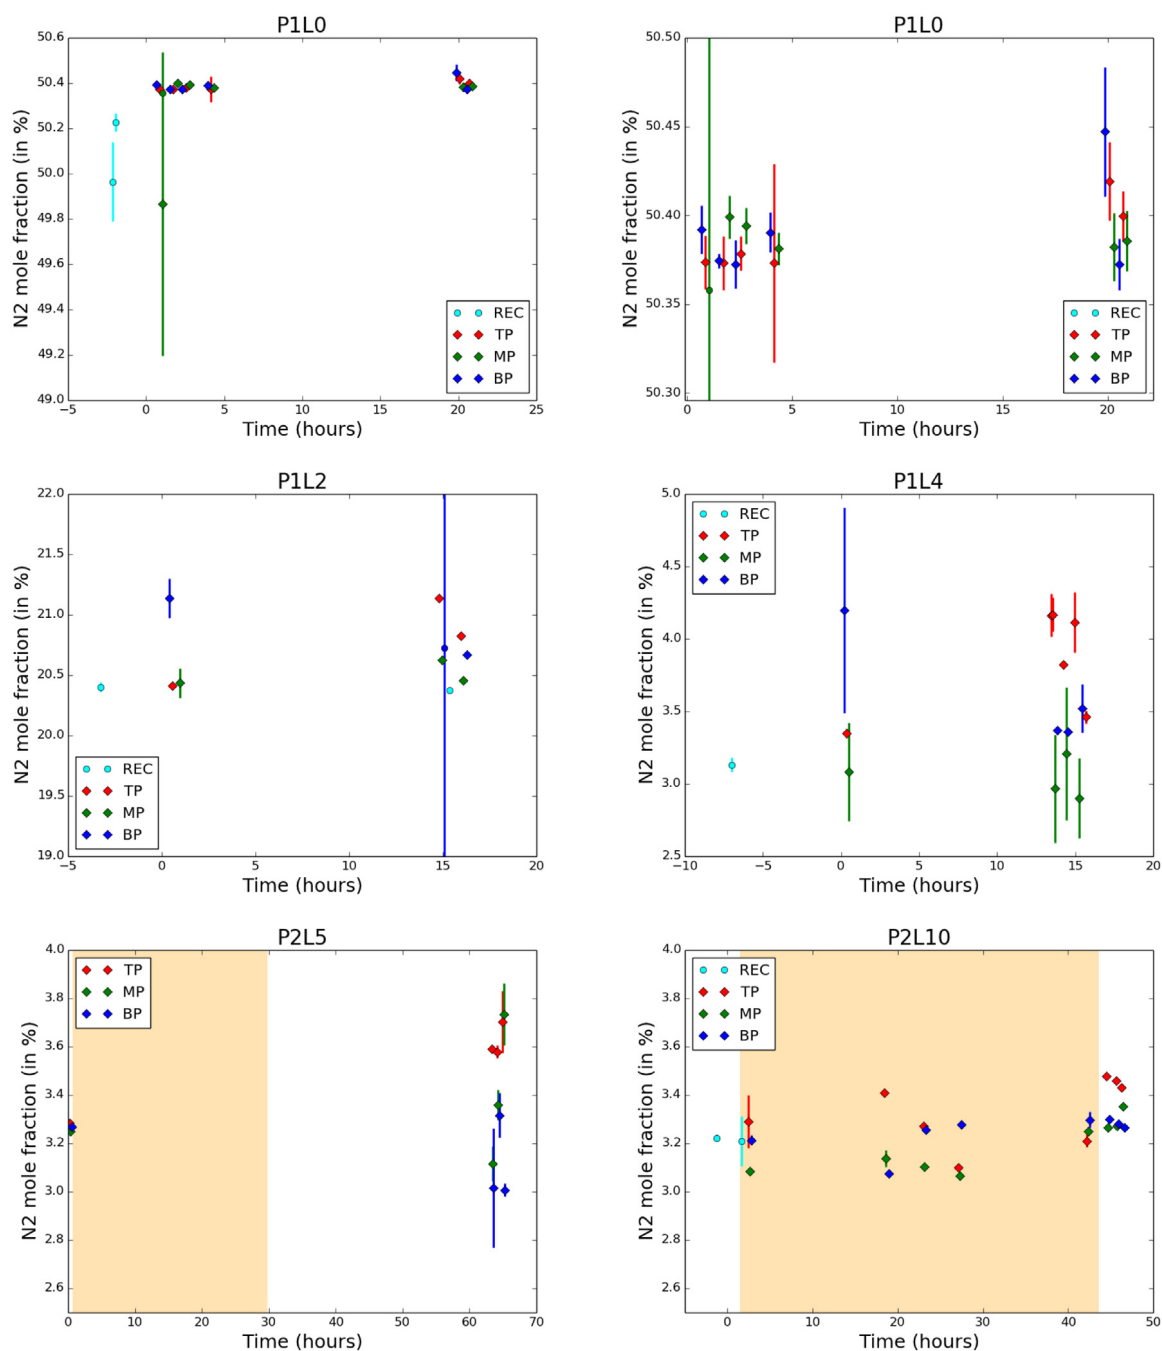 P1L0
N2 mole fraction (in %)
50.6
50.4
50.2
50.0
49.8
49.6
49.4
49.2
49.0
REC
TP
MP
BP
−5 0 5 10 15 20 25
Time (hours)
P1L0
N2 mole fraction (in %)
50.50
50.45
50.40
50.35
50.30
REC
TP
MP
BP
0 5 10 15 20
Time (hours)
P1L2
N2 mole fraction (in %)
22.0
21.5
21.0
20.5
20.0
19.5
19.0
REC
TP
MP
BP
−5 0 5 10 15 20
Time (hours)
P1L4
N2 mole fraction (in %)
5.0
4.5
4.0
3.5
3.0
2.5
REC
TP
MP
BP
−10 −5 0 5 10 15 20
Time (hours)
P2L5
N2 mole fraction (in %)
4.0
3.8
3.6
3.4
3.2
3.0
2.8
2.6
TP
MP
BP
0 10 20 30 40 50 60 70
Time (hours)
P2L10
N2 mole fraction (in %)
4.0
3.8
3.6
3.4
3.2
3.0
2.8
2.6
REC
TP
MP
BP
0 10 20 30 40 50
Time (hours)